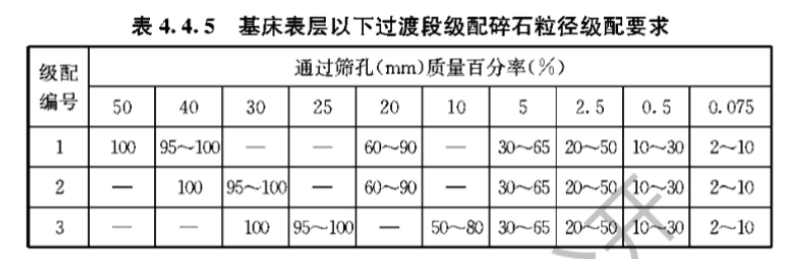 表 4.4.5 基床表层以下过渡段级配碎石粒径级配要求
级配编号 通过筛孔(mm)质量百分率(%)
50 40 30 25 20 10 5 2.5 0.5 0.075
1 100 95～100 — — 60～90 — 30～65 20～50 10～30 2～10
2 — 100 95～100 — 60～90 — 30～65 20～50 10～30 2～10
3 — — 100 95～100 — 50～80 30～65 20～50 10～30 2～10